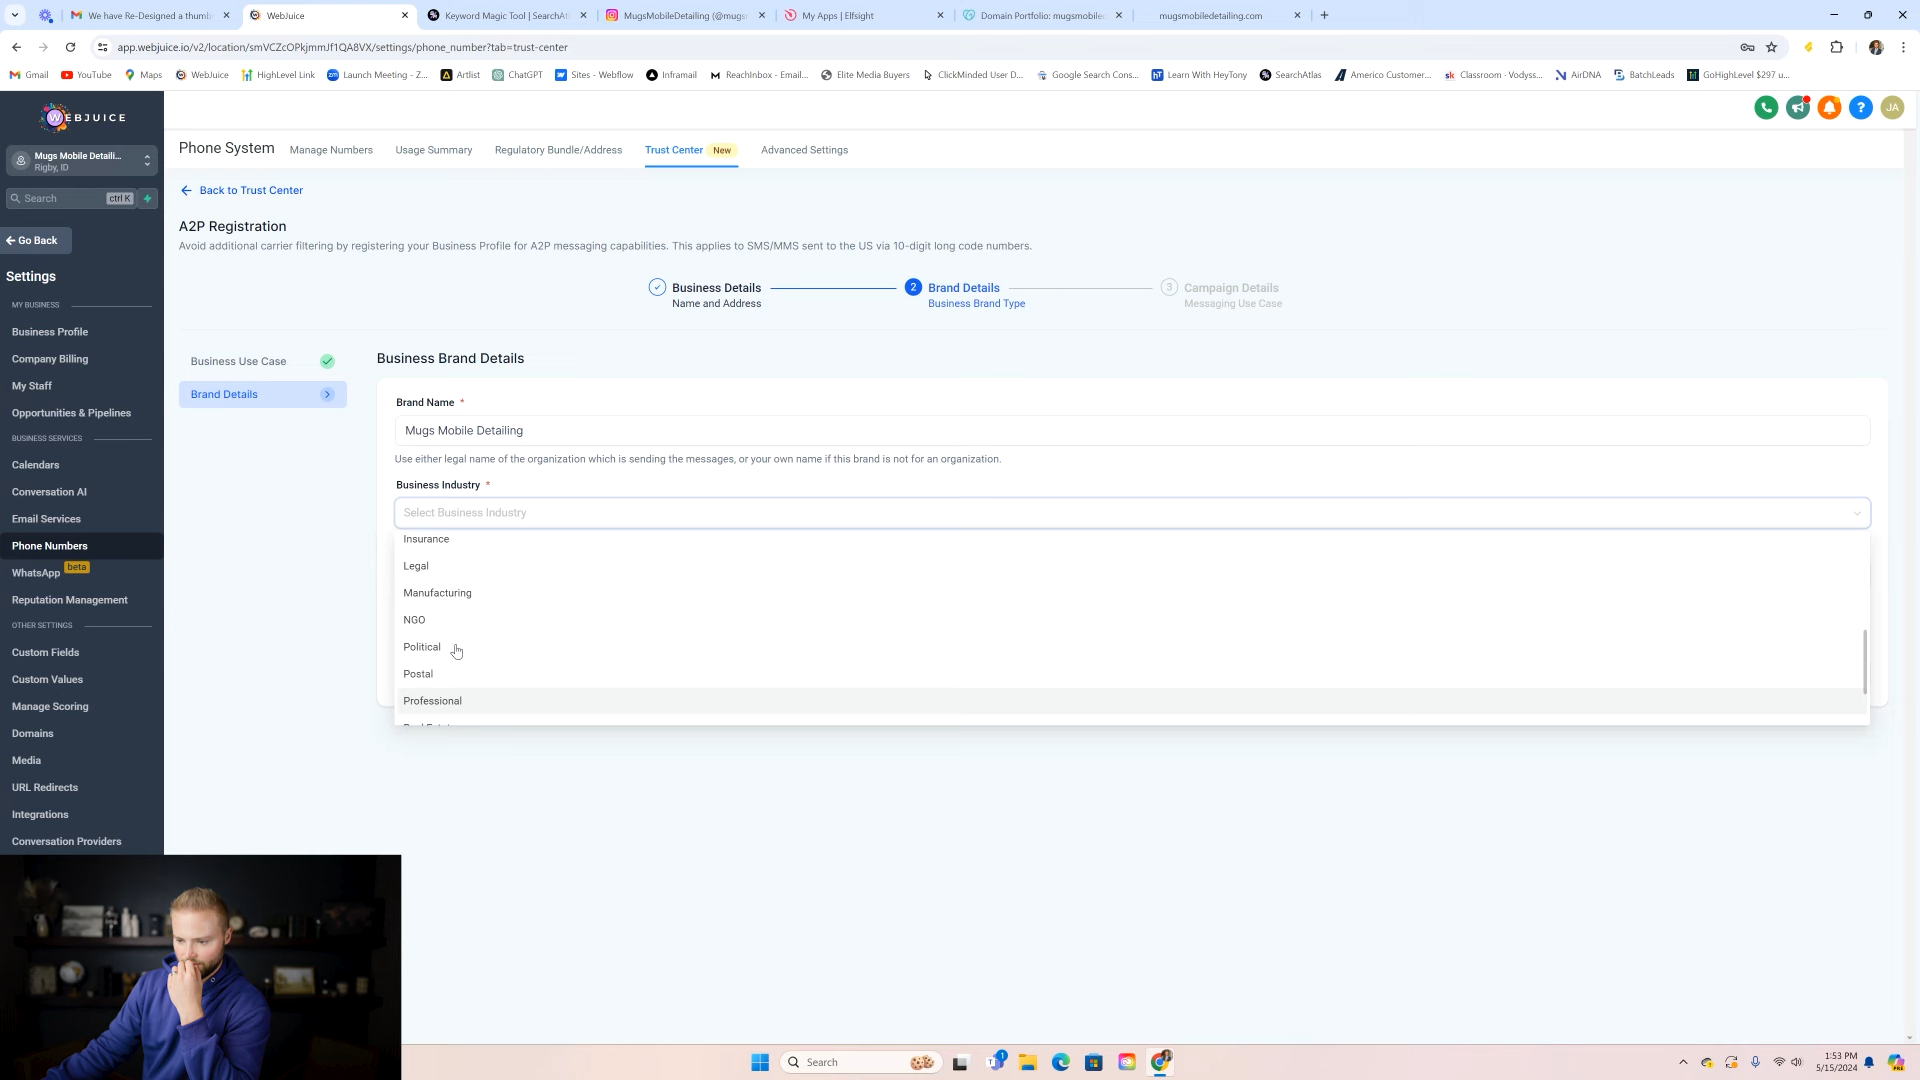 We have Re-Designed a thumb
WebJuice
Keyword Magic Tool | SearchAt
MugsMobileDetailing (@mugsr
My Apps | Elfsight
Domain Portfolio: mugsmobile
mugsmobiledetailing.com
app.webjuice.io/v2/location/smVCZcOPkjmmJf1QA8VX/settings/phone_number?tab=trust-center
Gmail
YouTube
Maps
WebJuice
HighLevel Link
Launch Meeting - Z...
Artlist
ChatGPT
Sites - Webflow
Inframail
ReachInbox - Email...
Elite Media Buyers
ClickMinded User D...
Google Search Cons...
Learn With HeyTony
SearchAtlas
Americo Customer...
Classroom - Vodyss...
AirDNA
BatchLeads
GoHighLevel $297 u...
WEBJUICE
JA
Mugs Mobile Detaili...
Rigby, ID
Search
ctrl K
Go Back
Settings
MY BUSINESS
Business Profile
Company Billing
My Staff
Opportunities & Pipelines
BUSINESS SERVICES
Calendars
Conversation AI
Email Services
Phone Numbers
WhatsApp beta
Reputation Management
OTHER SETTINGS
Custom Fields
Custom Values
Manage Scoring
Domains
Media
URL Redirects
Integrations
Conversation Providers
Phone System
Manage Numbers
Usage Summary
Regulatory Bundle/Address
Trust Center New
Advanced Settings
Back to Trust Center
A2P Registration
Avoid additional carrier filtering by registering your Business Profile for A2P messaging capabilities. This applies to SMS/MMS sent to the US via 10-digit long code numbers.
Business Details
Name and Address
2 Brand Details
Business Brand Type
3 Campaign Details
Messaging Use Case
Business Use Case
Brand Details
Business Brand Details
Brand Name *
Mugs Mobile Detailing
Use either legal name of the organization which is sending the messages, or your own name if this brand is not for an organization.
Business Industry *
Select Business Industry
Insurance
Legal
Manufacturing
NGO
Political
Postal
Professional
Search
1
1:53 PM
5/15/2024